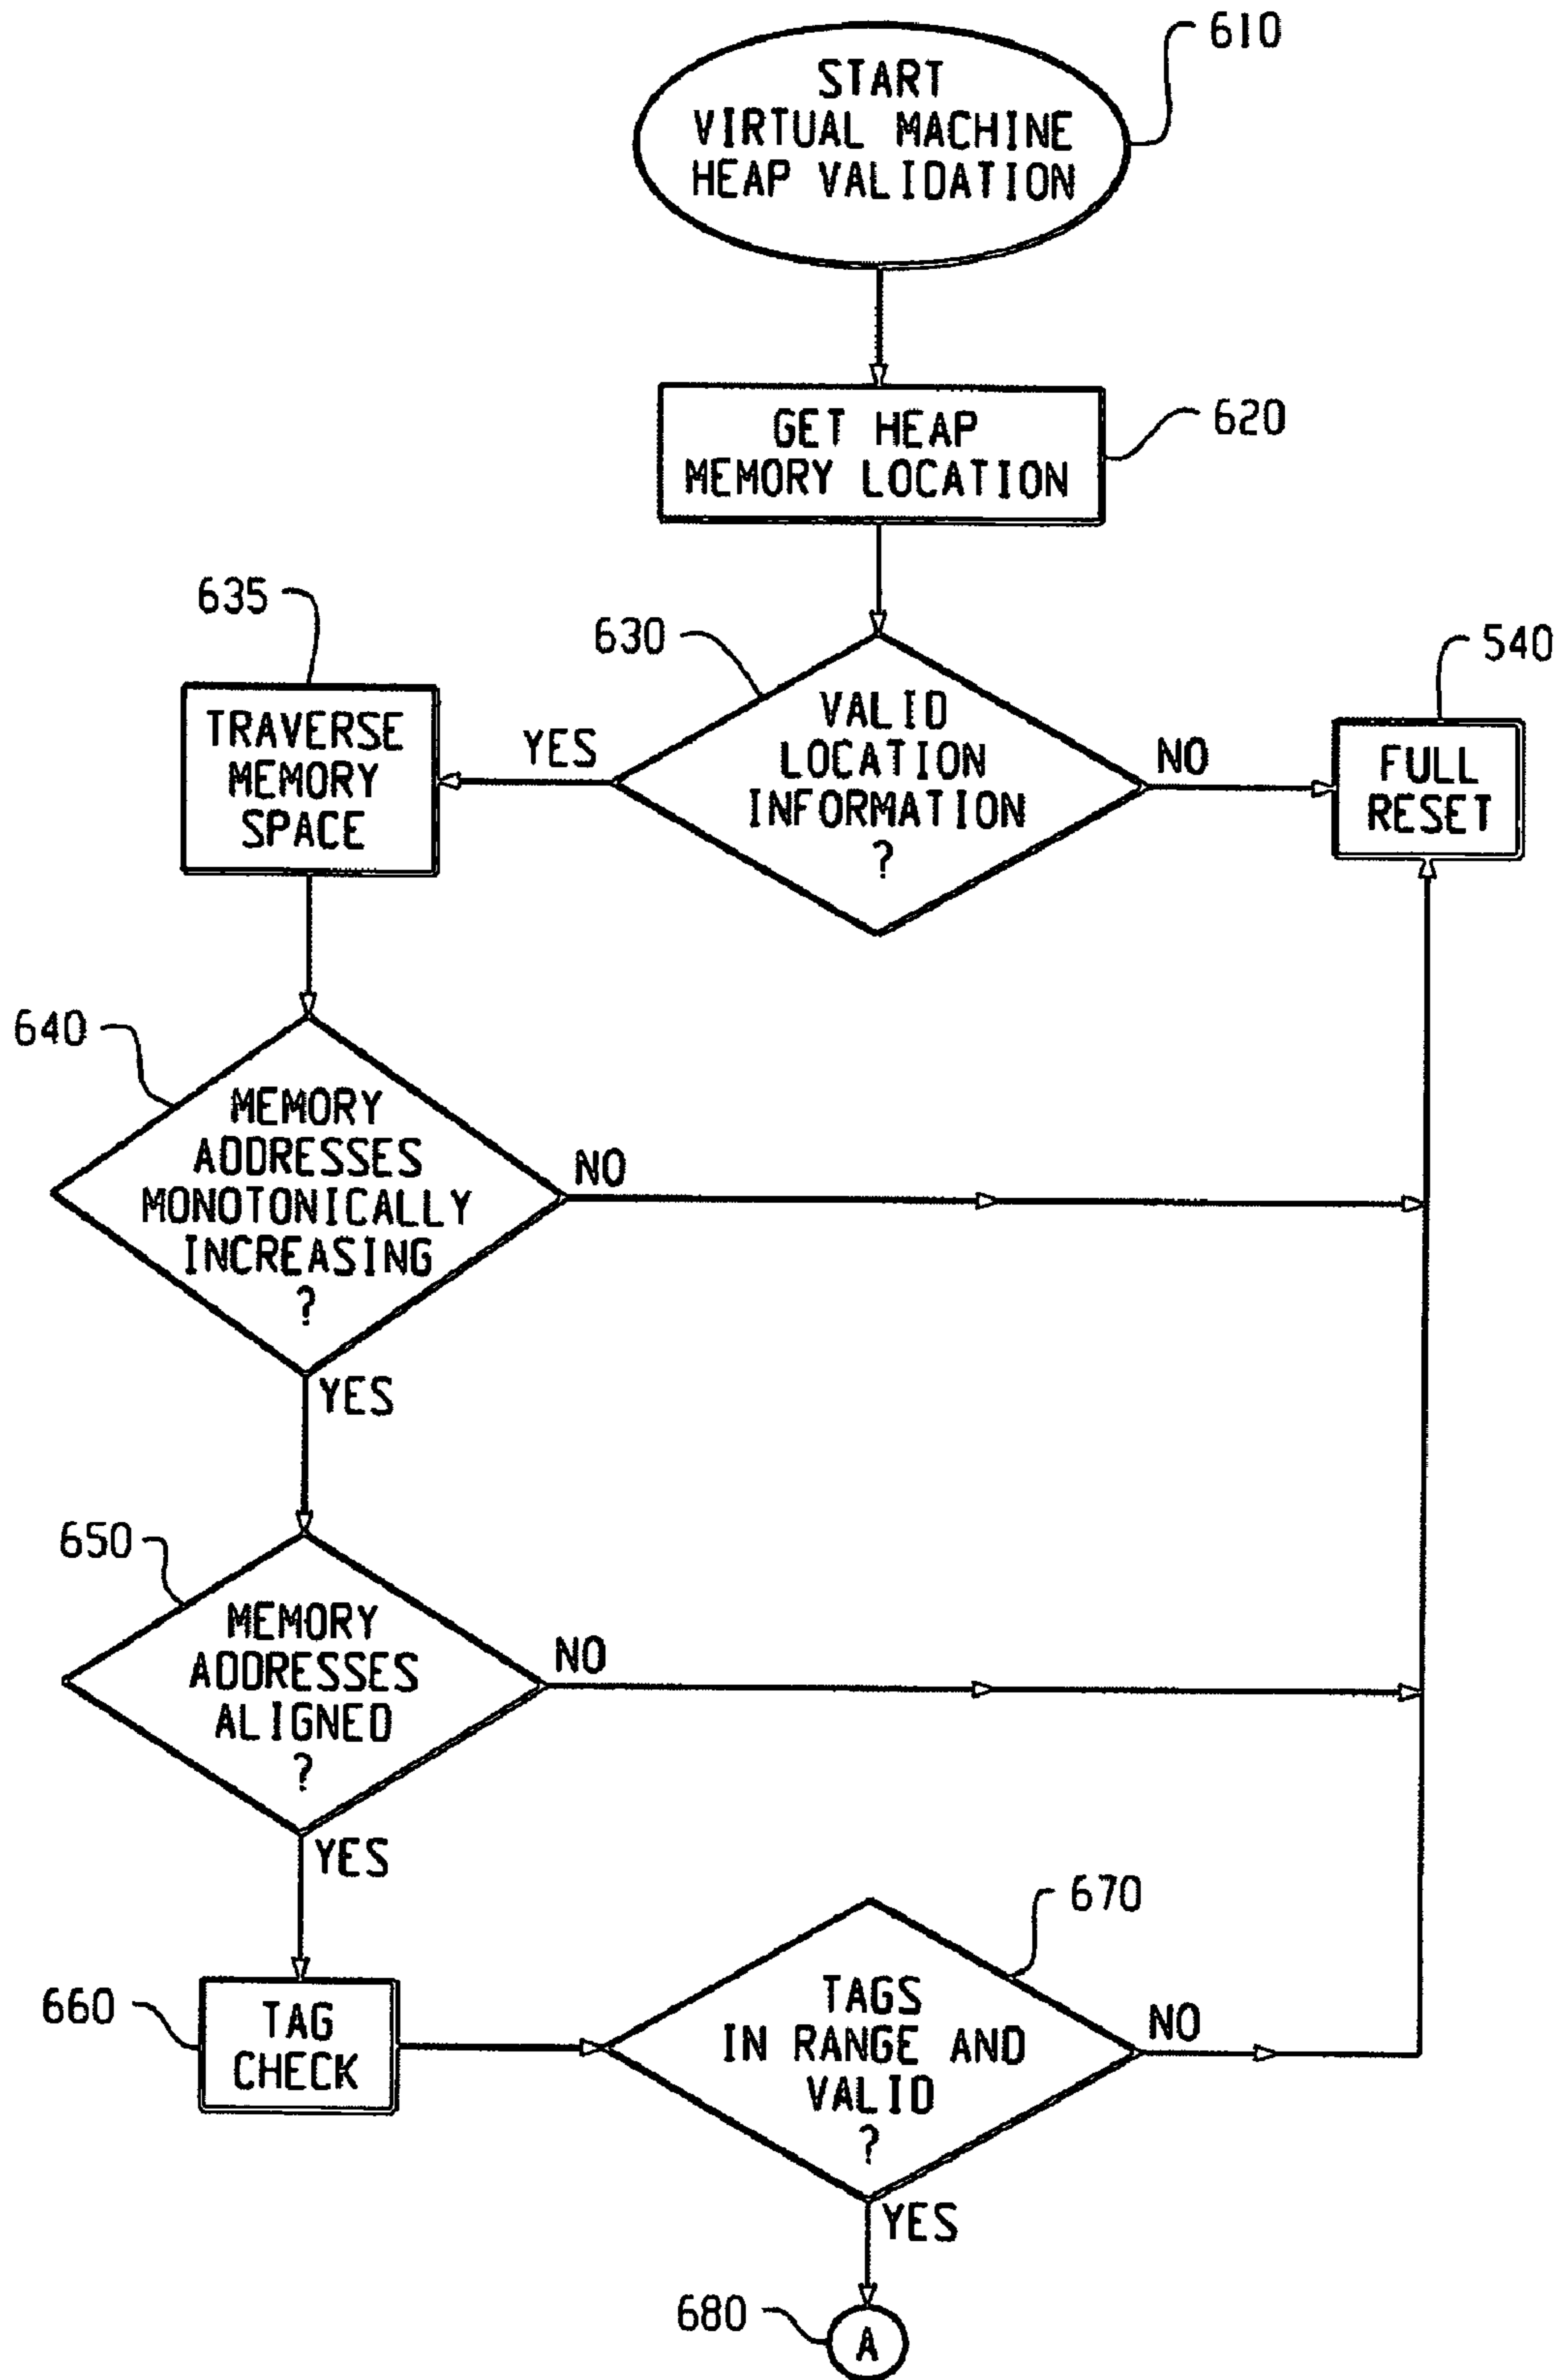 610
START
VIRTUAL MACHINE
HEAP VALIDATION
620
GET HEAP
MEMORY LOCATION
635
630
540
TRAVERSE
MEMORY
SPACE
YES
VALID
LOCATION
INFORMATION
?
NO
FULL
RESET
640
MEMORY
ADDRESSES
MONOTONICALLY
INCREASING
?
NO
YES
650
MEMORY
ADDRESSES
ALIGNED
?
NO
YES
660
TAG
CHECK
670
TAGS
IN RANGE AND
VALID
?
NO
YES
680
A